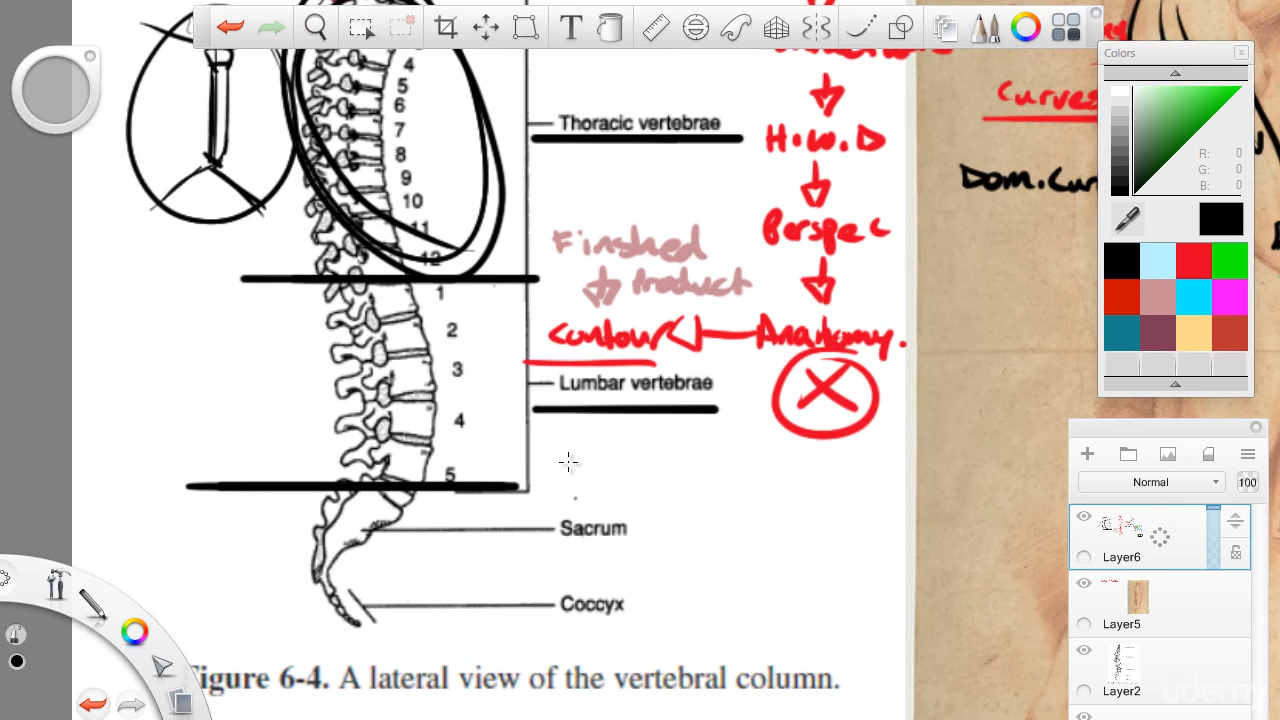 4
5
6
7
8
9
10
11
12
Thoracic vertebrae
H.W.D
Perspec
Finshed
Product
Contour
Anatomy.
1
2
3
4
5
Lumbar vertebrae
Sacrum
Coccyx
Figure 6-4. A lateral view of the vertebral column.
Curves
Dom.Cur
T
Colors
x
R: 0
G: 0
B: 0
Normal
100
Layer6
Layer5
Layer2
udemy